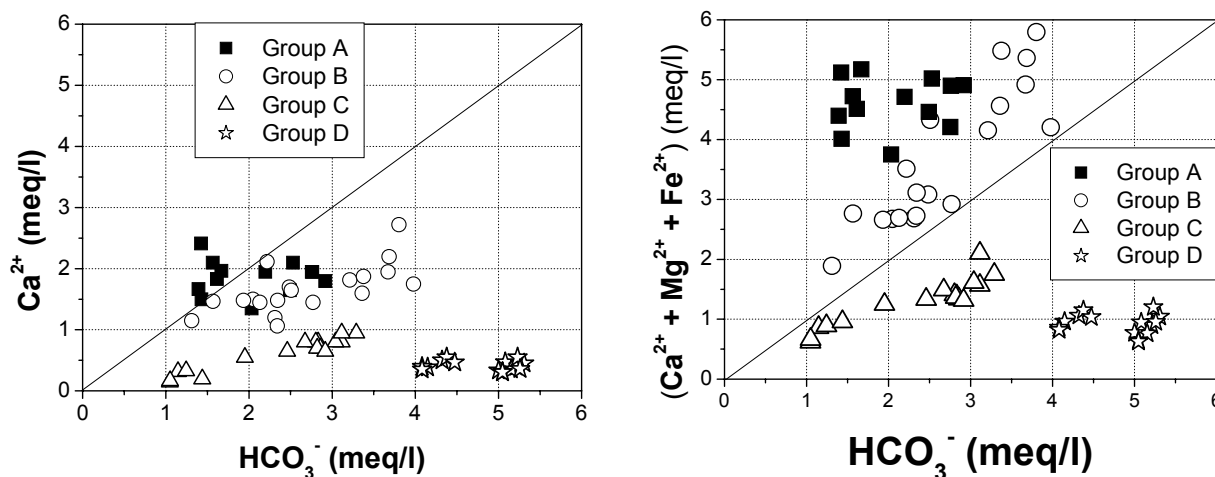 6
5
4
3
2
1
0
Ca²⁺ (meq/l)
Group A
Group B
Group C
Group D
0 1 2 3 4 5 6
HCO₃⁻ (meq/l)
6
5
4
3
2
1
0
(Ca²⁺ + Mg²⁺ + Fe²⁺) (meq/l)
Group A
Group B
Group C
Group D
0 1 2 3 4 5 6
HCO₃⁻ (meq/l)